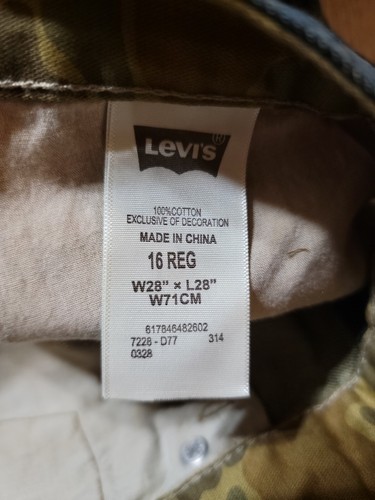 Levi's ®
100%COTTON
EXCLUSIVE OF DECORATION
MADE IN CHINA
16 REG
W28" × L28"
W71CM
617846482602
7228 - D77 314
0328